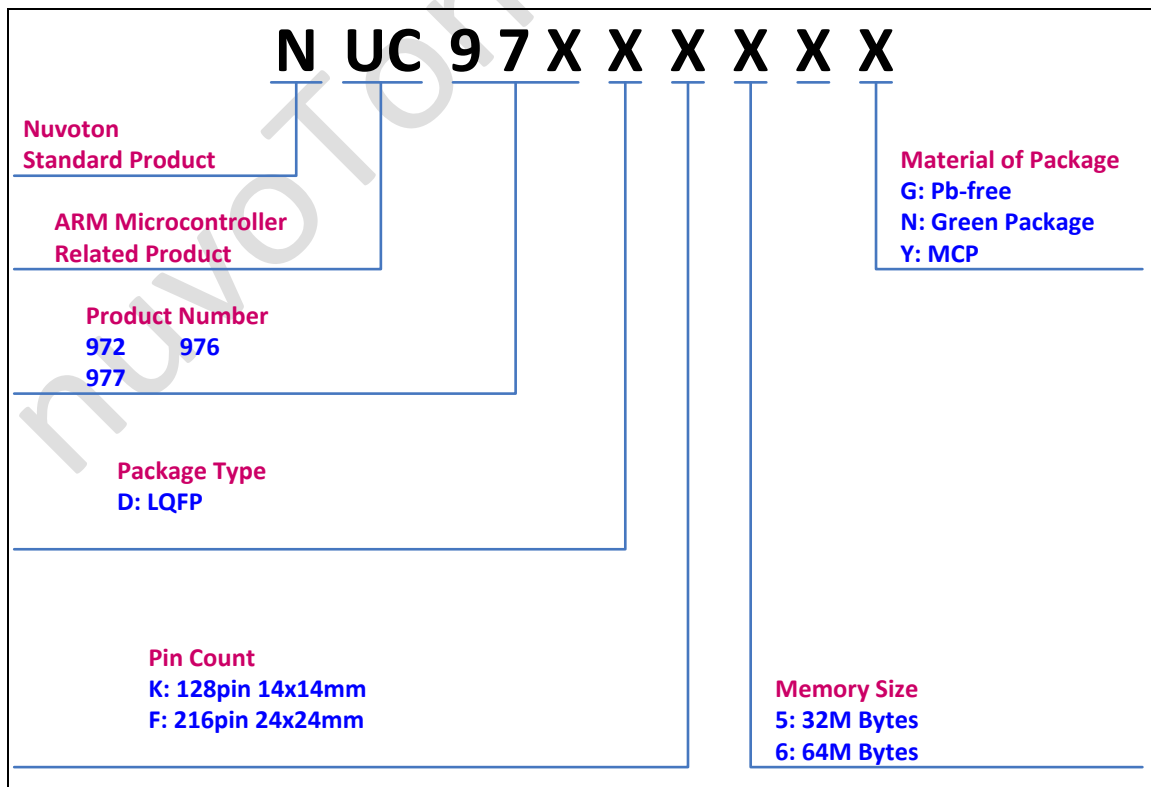 N UC 9 7 X X X X X X
Nuvoton
Standard Product
ARM Microcontroller
Related Product
Product Number
972 976
977
Package Type
D: LQFP
Pin Count
K: 128pin 14x14mm
F: 216pin 24x24mm
Material of Package
G: Pb-free
N: Green Package
Y: MCP
Memory Size
5: 32M Bytes
6: 64M Bytes
nuvoTon